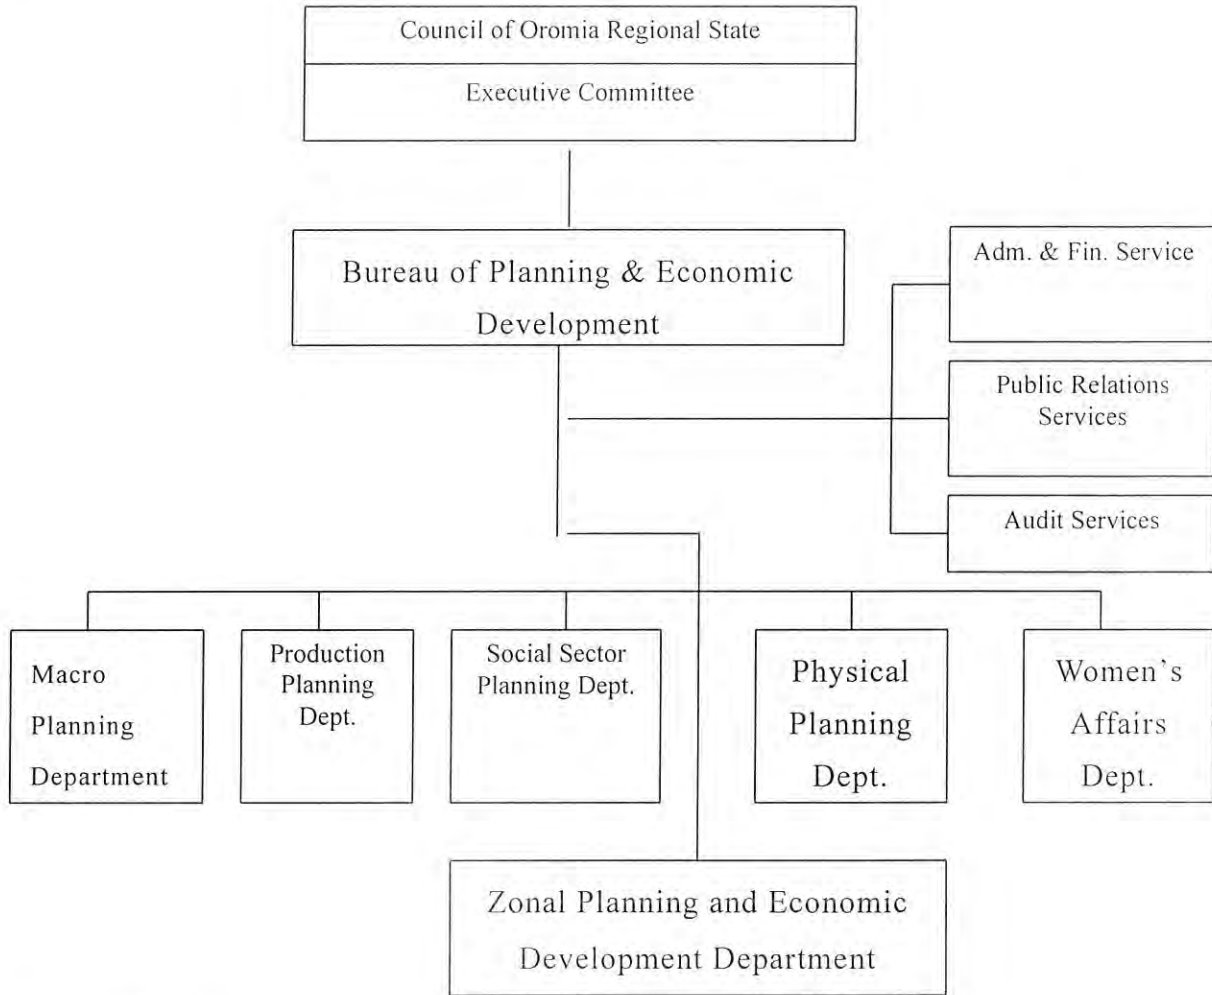 Council of Oromia Regional State
Executive Committee
Bureau of Planning & Economic
Development
Adm. & Fin. Service
Public Relations
Services
Audit Services
Macro
Planning
Department
Production
Planning
Dept.
Social Sector
Planning Dept.
Physical
Planning
Dept.
Women's
Affairs
Dept.
Zonal Planning and Economic
Development Department